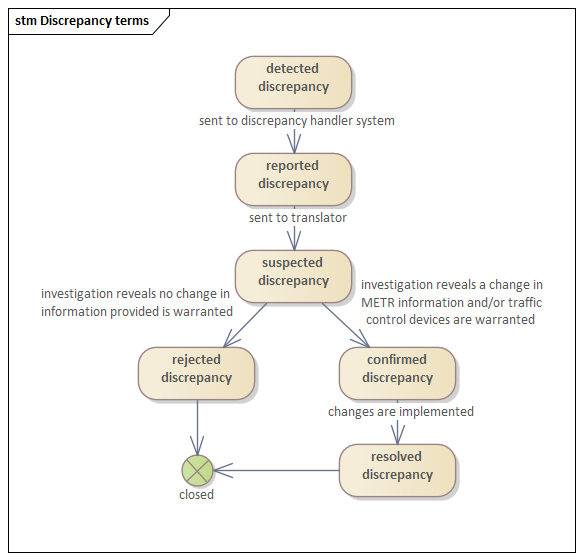 stm Discrepancy terms
detected
discrepancy
sent to discrepancy handler system
reported
discrepancy
sent to translator
suspected
discrepancy
investigation reveals no change in
information provided is warranted
investigation reveals a change in
METR information and/or traffic
control devices are warranted
rejected
discrepancy
confirmed
discrepancy
changes are implemented
resolved
discrepancy
closed